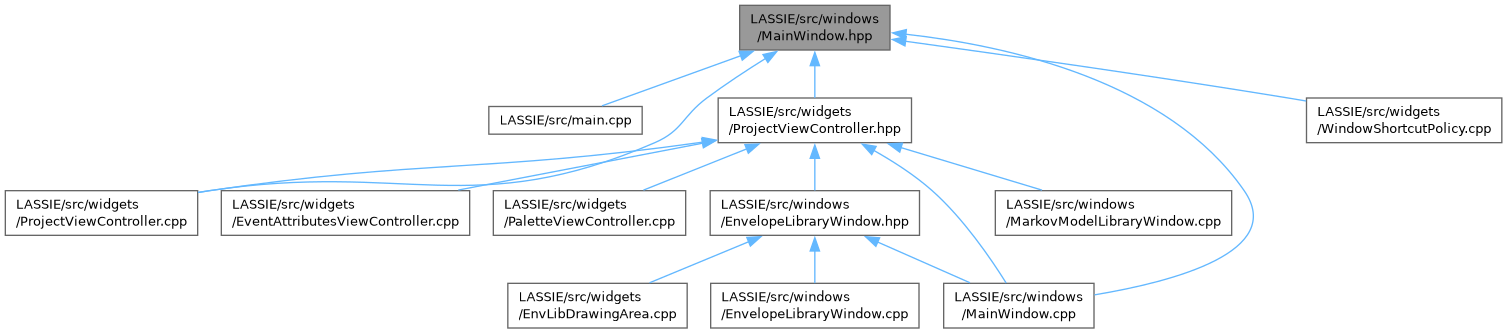 LASSIE/src/windows
/MainWindow.hpp
LASSIE/src/main.cpp
LASSIE/src/widgets
/ProjectViewController.hpp
LASSIE/src/widgets
/WindowShortcutPolicy.cpp
LASSIE/src/widgets
/ProjectViewController.cpp
LASSIE/src/widgets
/EventAttributesViewController.cpp
LASSIE/src/widgets
/PaletteViewController.cpp
LASSIE/src/windows
/EnvelopeLibraryWindow.hpp
LASSIE/src/windows
/MarkovModelLibraryWindow.cpp
LASSIE/src/widgets
/EnvLibDrawingArea.cpp
LASSIE/src/windows
/EnvelopeLibraryWindow.cpp
LASSIE/src/windows
/MainWindow.cpp